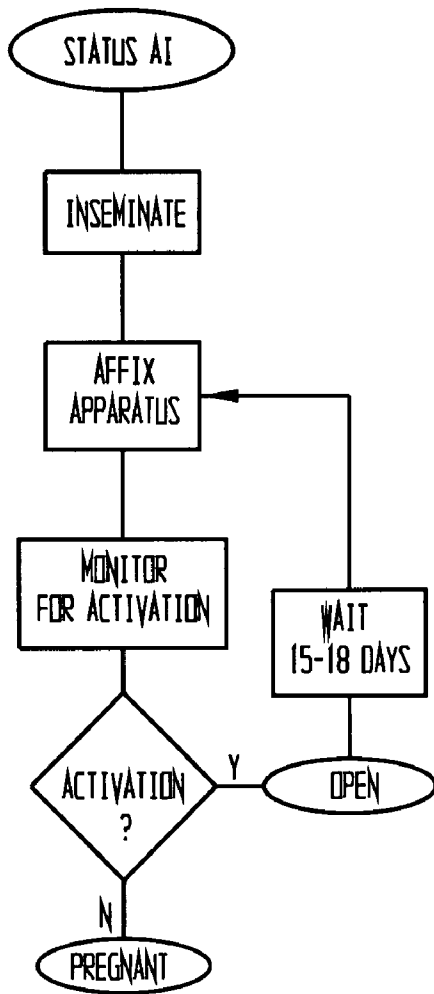 STATUS AI
INSEMINATE
AFFIX
APPARATUS
MONITOR
FOR ACTIVATION
WAIT
15-18 DAYS
ACTIVATION
?
Y
OPEN
N
PREGNANT